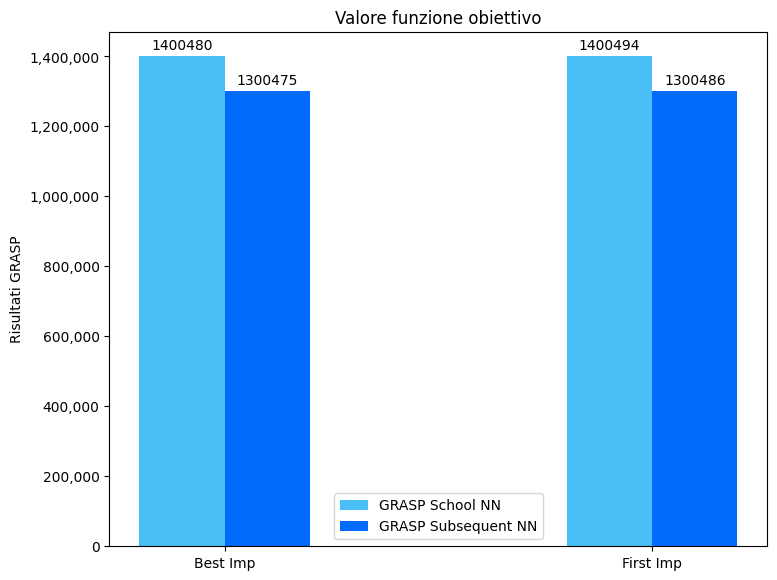 Valore funzione obiettivo
1400480
1300475
1400494
1300486
1,400,000
1,200,000
1,000,000
800,000
600,000
400,000
200,000
0
Risultati GRASP
GRASP School NN
GRASP Subsequent NN
Best Imp
First Imp